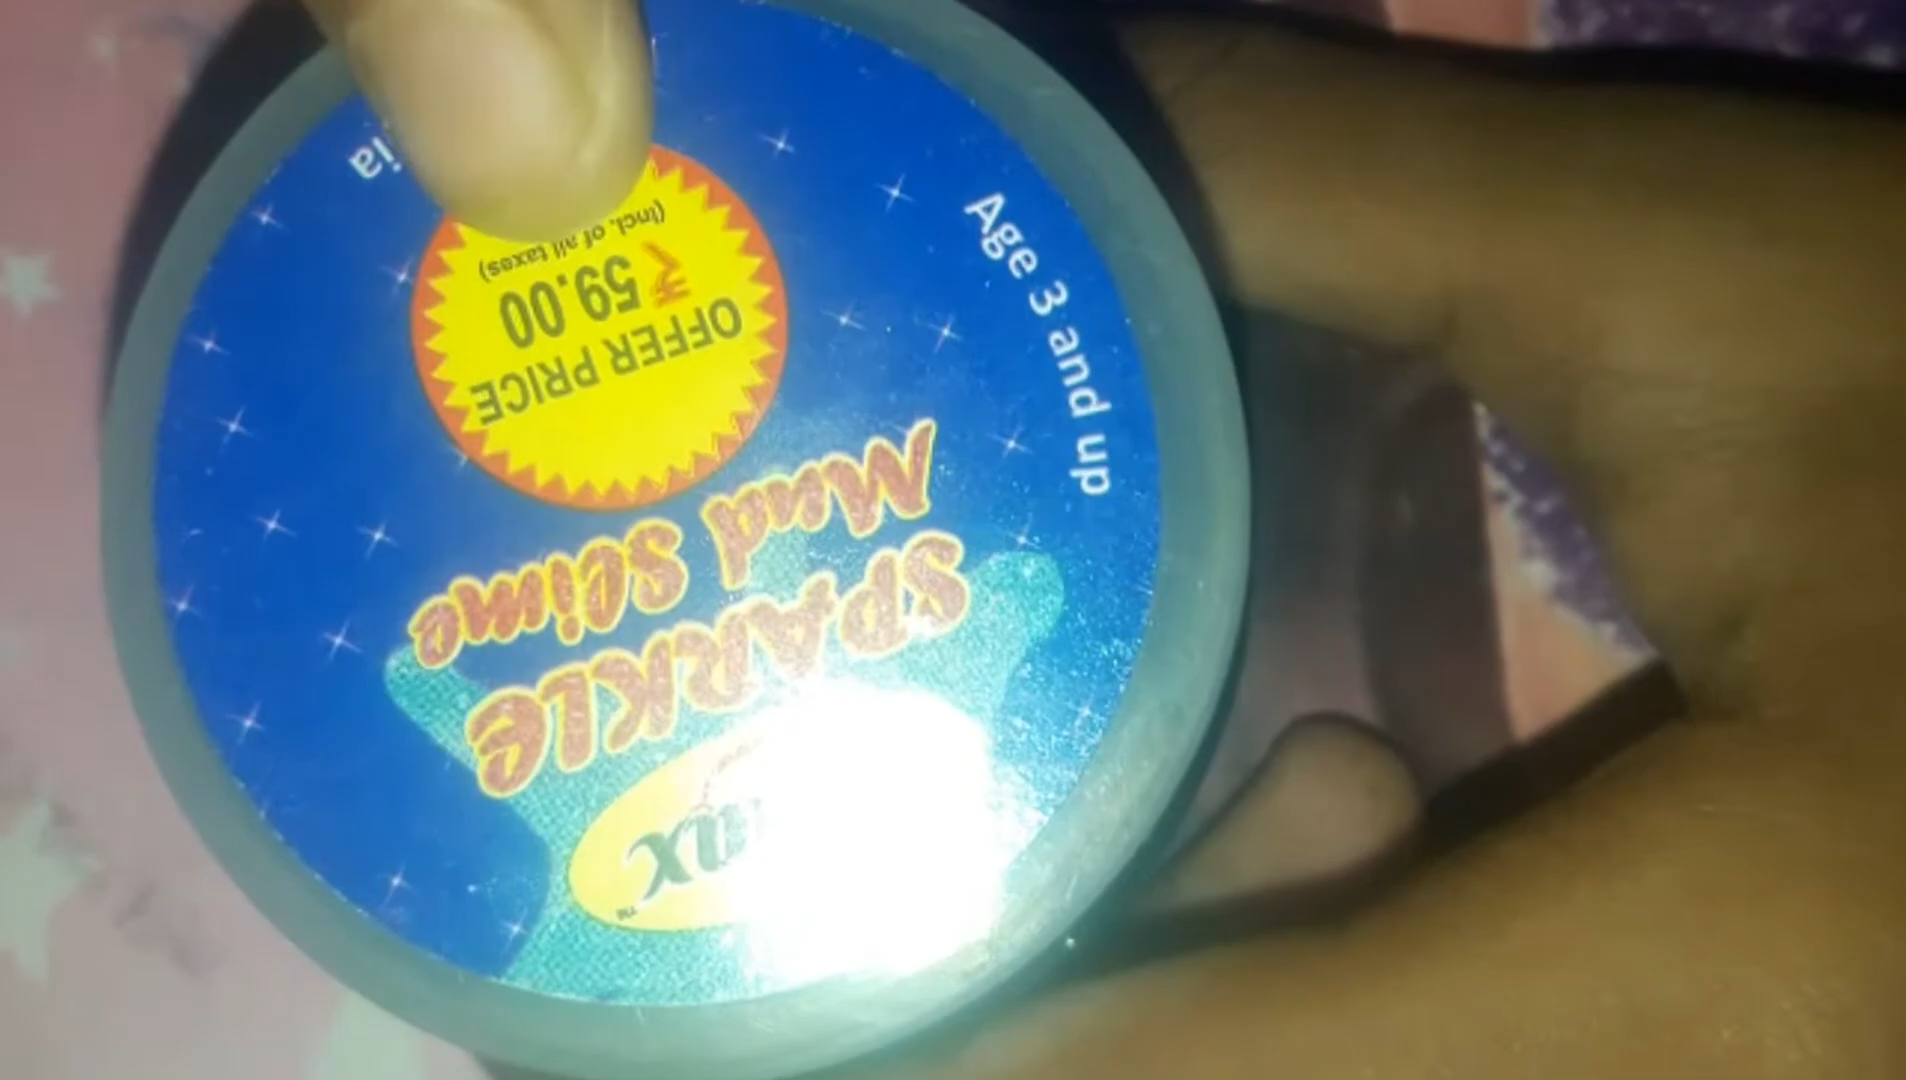 SPARKLE
Mud Slime
OFFER PRICE
₹ 59.00
(Incl. of all taxes)
Age 3 and up